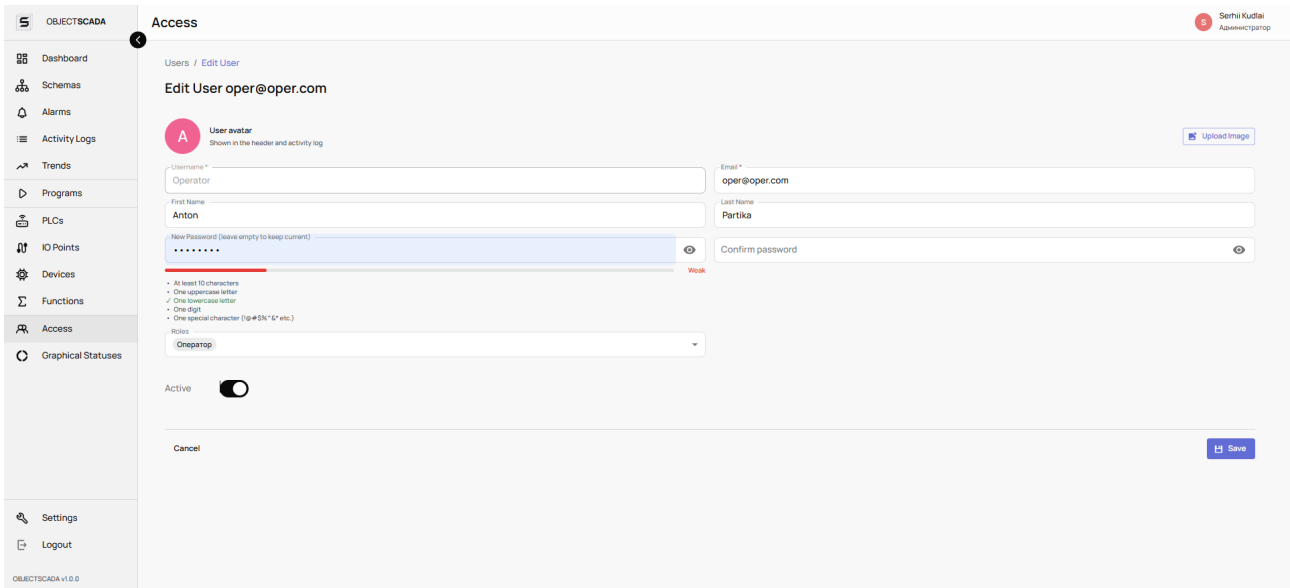 S OBJECTSCADA
Access
S
Serhii Kudlai
Администратор
Dashboard
Schemas
Alarms
Activity Logs
Trends
Programs
PLCs
IO Points
Devices
Functions
Access
Graphical Statuses
Settings
Logout
OBJECTSCADA v1.0.0
Users / Edit User
Edit User oper@oper.com
A
User avatar
Shown in the header and activity log
Upload Image
Username *
Operator
Email *
oper@oper.com
First Name
Anton
Last Name
Partika
New Password (leave empty to keep current)
••••••••
Confirm password
Weak
• At least 10 characters
• One uppercase letter
✓ One lowercase letter
• One digit
• One special character (!@#$%^&* etc.)
Roles
Оператор
Active
Cancel
Save